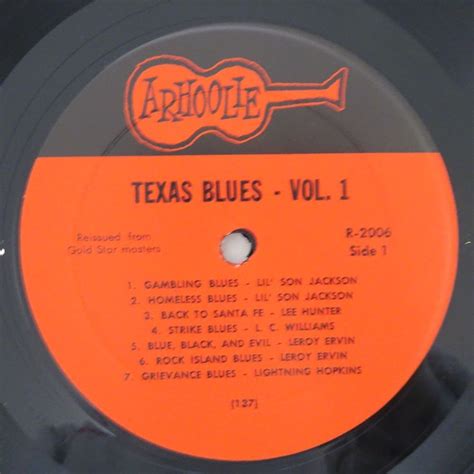 ARHOOLIE
TEXAS BLUES - VOL. 1
Reissued from
Gold Star masters
R-2006
Side 1
1. GAMBLING BLUES - LIL' SON JACKSON
2. HOMELESS BLUES - LIL' SON JACKSON
3. BACK TO SANTA FE - LEE HUNTER
4. STRIKE BLUES - L. C. WILLIAMS
5. BLUE, BLACK, AND EVIL - LEROY ERVIN
6. ROCK ISLAND BLUES - LEROY ERVIN
7. GRIEVANCE BLUES - LIGHTNING HOPKINS
(137)